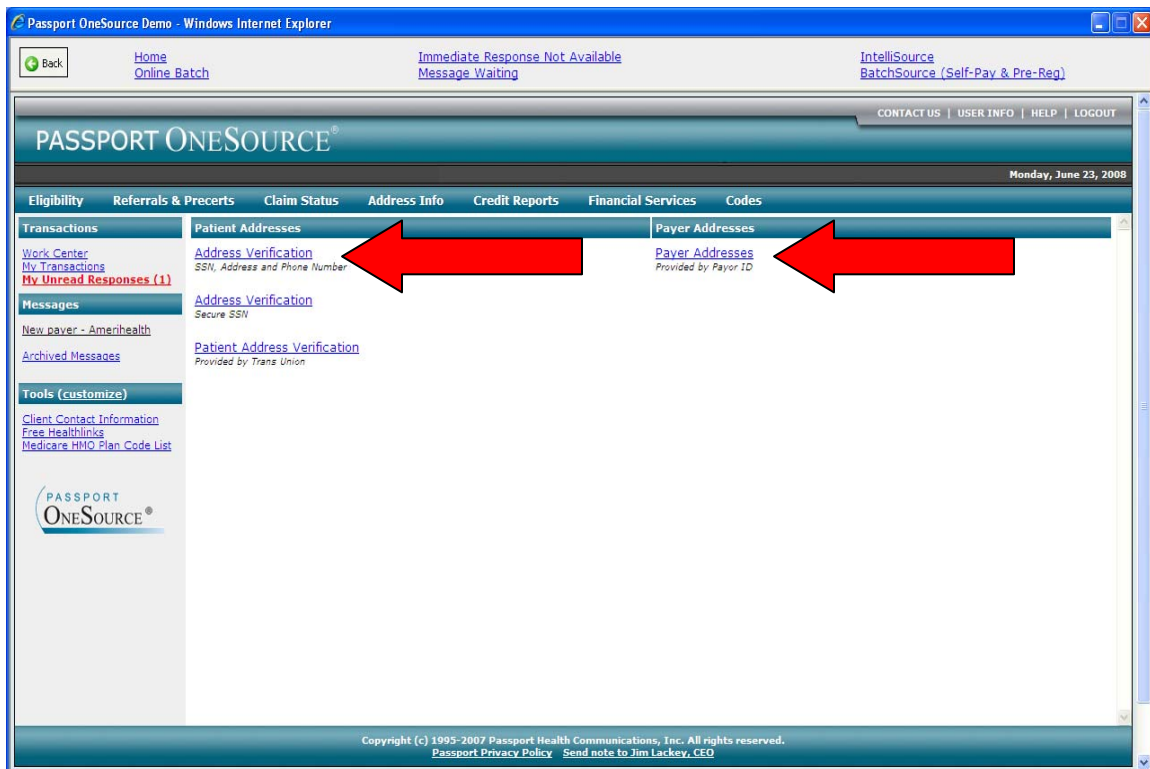 Passport OneSource Demo - Windows Internet Explorer
Back
Home
Online Batch
Immediate Response Not Available
Message Waiting
IntelliSource
BatchSource (Self-Pay & Pre-Reg)
CONTACT US | USER INFO | HELP | LOGOUT
PASSPORT ONESOURCE®
Monday, June 23, 2008
Eligibility Referrals & Precerts Claim Status Address Info Credit Reports Financial Services Codes
Transactions
Work Center
My Transactions
My Unread Responses (1)
Messages
New payer - Amerihealth
Archived Messages
Tools (customize)
Client Contact Information
Free Healthlinks
Medicare HMO Plan Code List
PASSPORT
ONESOURCE®
Patient Addresses
Address Verification
SSN, Address and Phone Number
Address Verification
Secure SSN
Patient Address Verification
Provided by Trans Union
Payer Addresses
Payer Addresses
Provided by Payor ID
Copyright (c) 1995-2007 Passport Health Communications, Inc. All rights reserved.
Passport Privacy Policy Send note to Jim Lackey, CEO